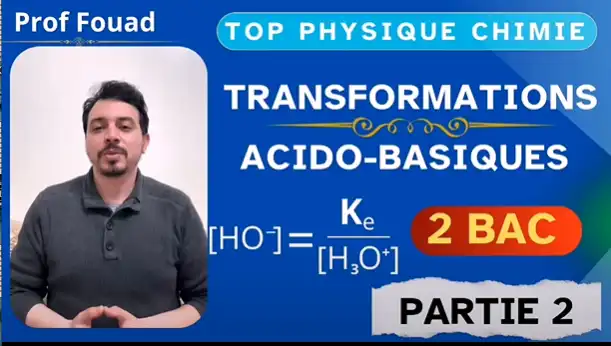 Prof Fouad
TOP PHYSIQUE CHIMIE
TRANSFORMATIONS
ACIDO-BASIQUES
[HO⁻]=Kₑ/[H₃O⁺]
2 BAC
PARTIE 2